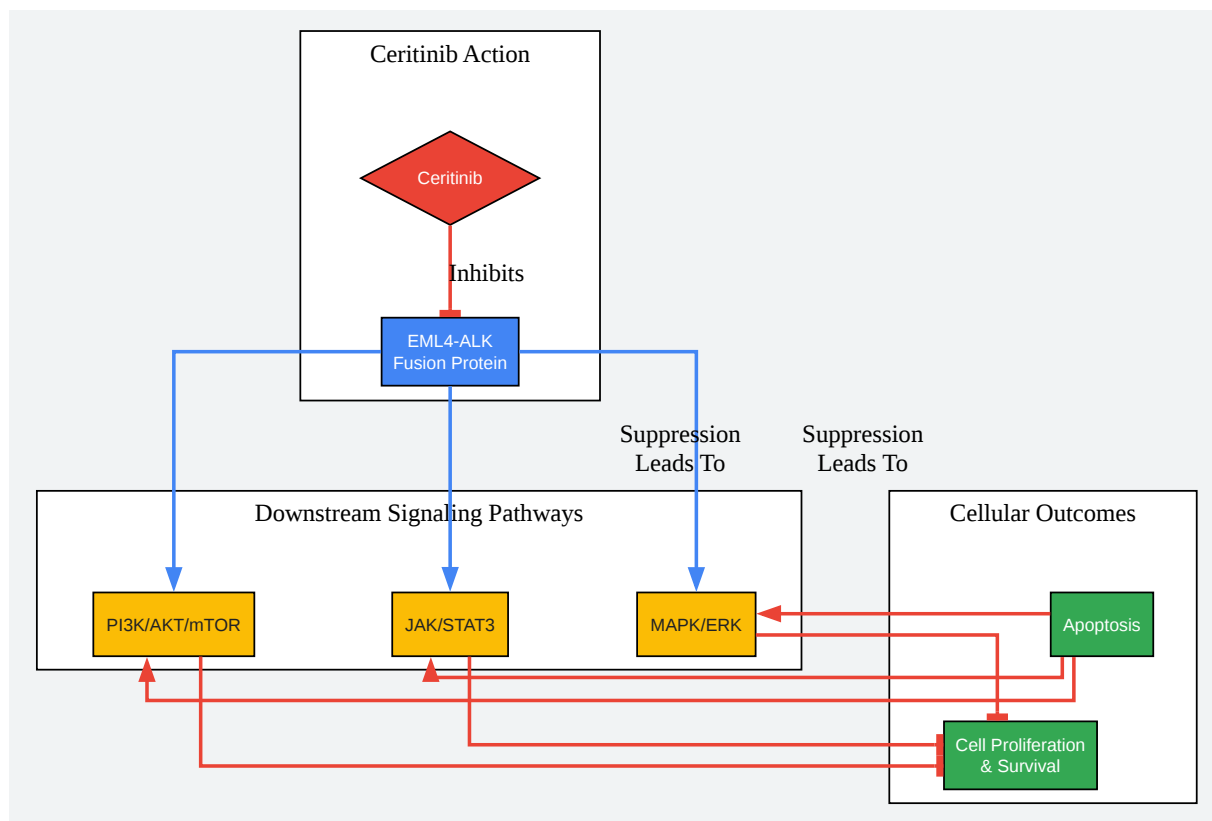 Ceritinib Action
Ceritinib
Inhibits
EML4-ALK
Fusion Protein
Suppression
Leads To
Suppression
Leads To
Downstream Signaling Pathways
Cellular Outcomes
PI3K/AKT/mTOR
JAK/STAT3
MAPK/ERK
Apoptosis
Cell Proliferation
& Survival